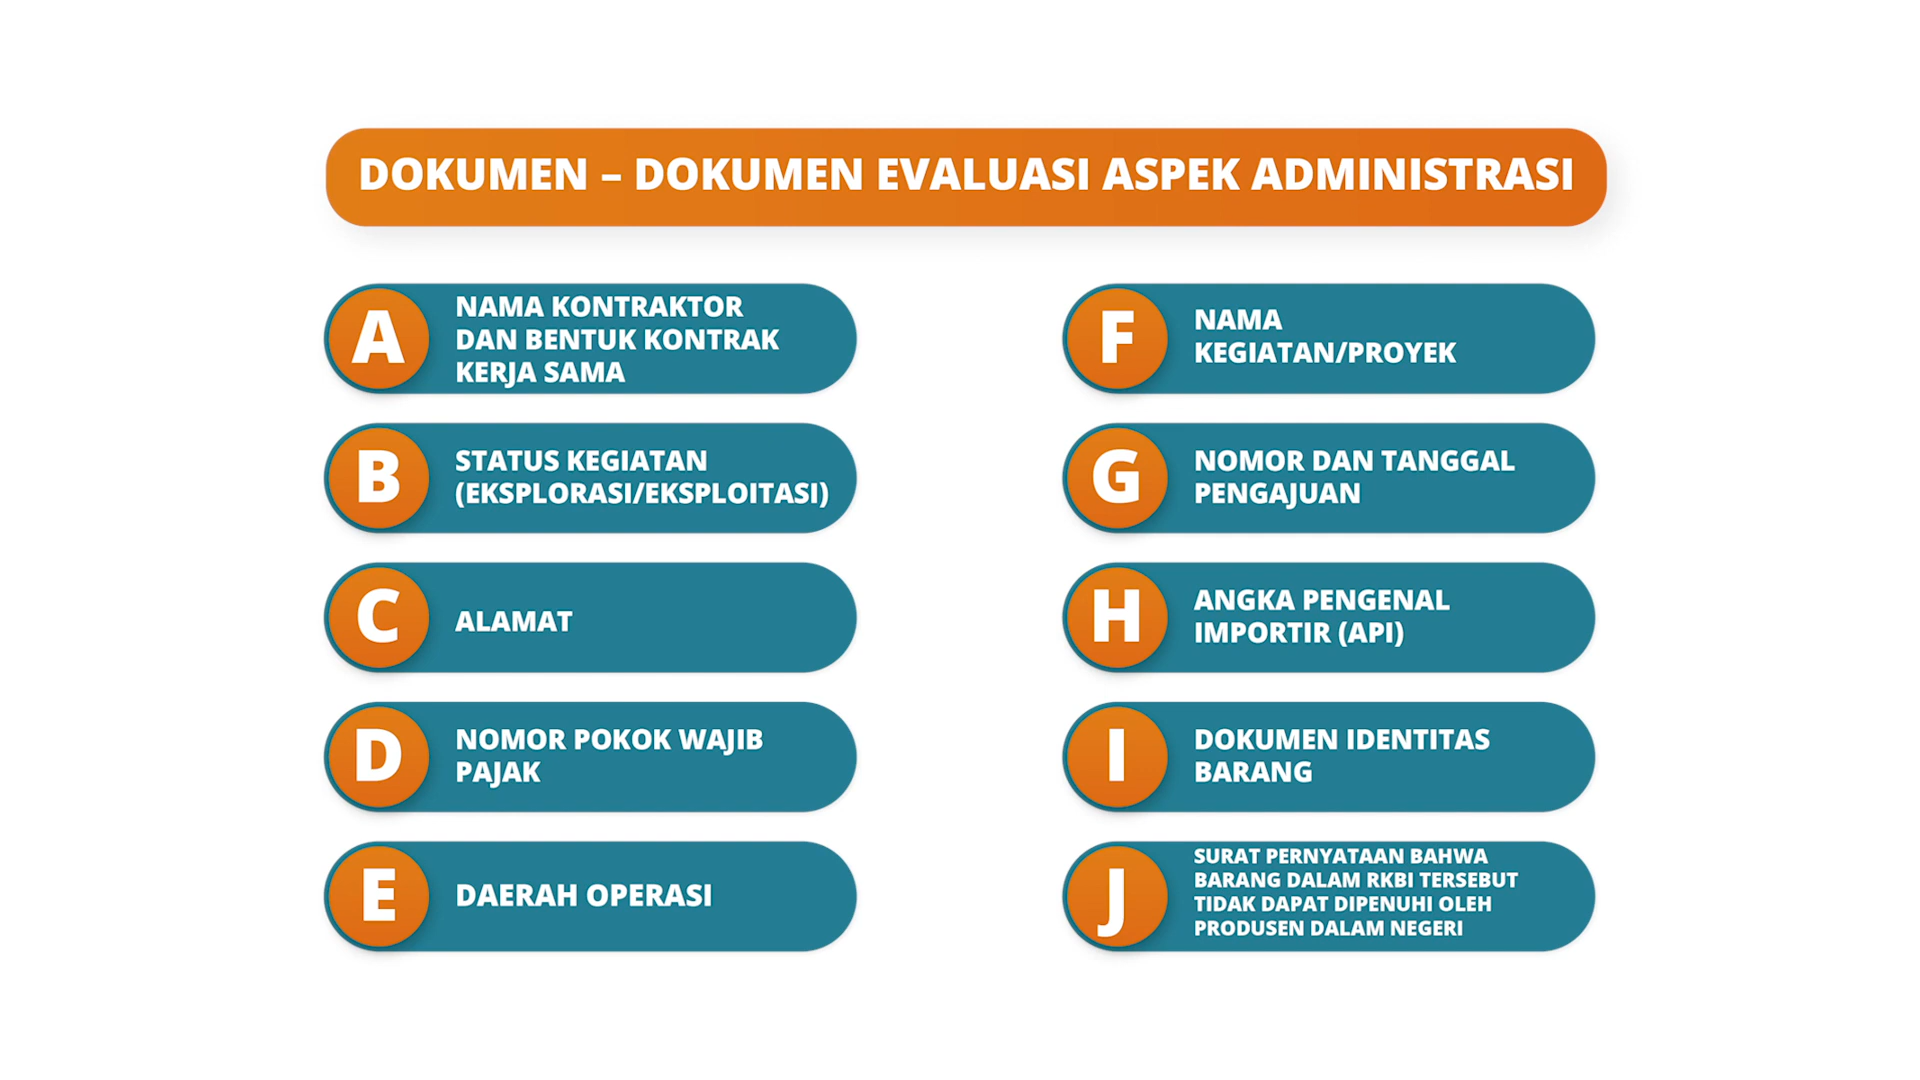 DOKUMEN – DOKUMEN EVALUASI ASPEK ADMINISTRASI
A
NAMA KONTRAKTOR
DAN BENTUK KONTRAK
KERJA SAMA
B
STATUS KEGIATAN
(EKSPLORASI/EKSPLOITASI)
C
ALAMAT
D
NOMOR POKOK WAJIB
PAJAK
E
DAERAH OPERASI
F
NAMA
KEGIATAN/PROYEK
G
NOMOR DAN TANGGAL
PENGAJUAN
H
ANGKA PENGENAL
IMPORTIR (API)
I
DOKUMEN IDENTITAS
BARANG
J
SURAT PERNYATAAN BAHWA
BARANG DALAM RKBI TERSEBUT
TIDAK DAPAT DIPENUHI OLEH
PRODUSEN DALAM NEGERI